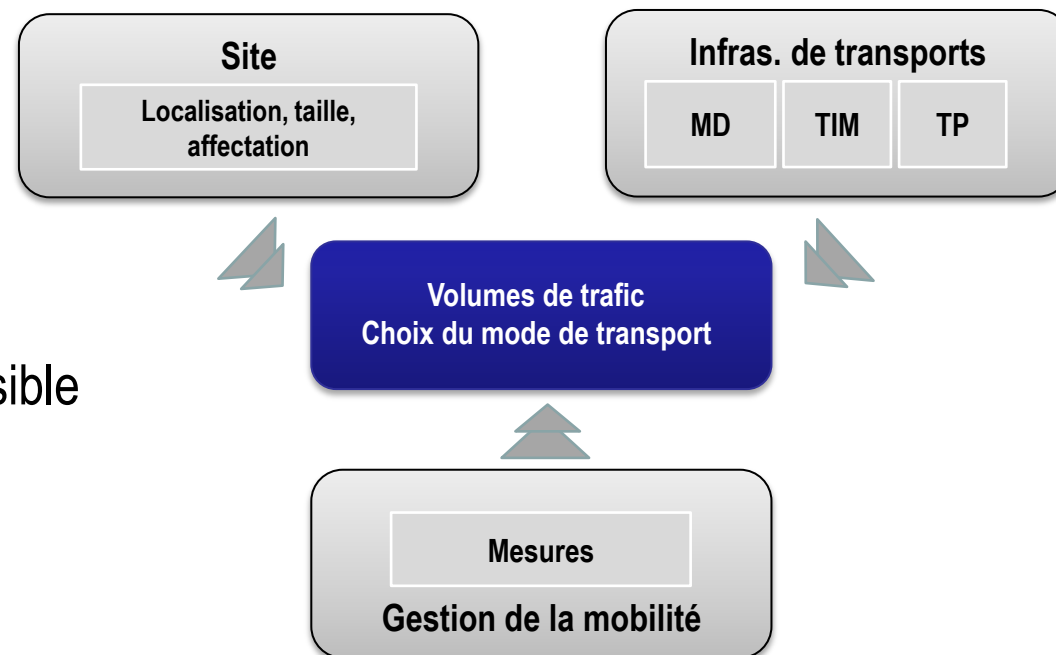 Site
Localisation, taille,
affectation
Infras. de transports
MD
TIM
TP
Volumes de trafic
Choix du mode de transport
sible
Mesures
Gestion de la mobilité